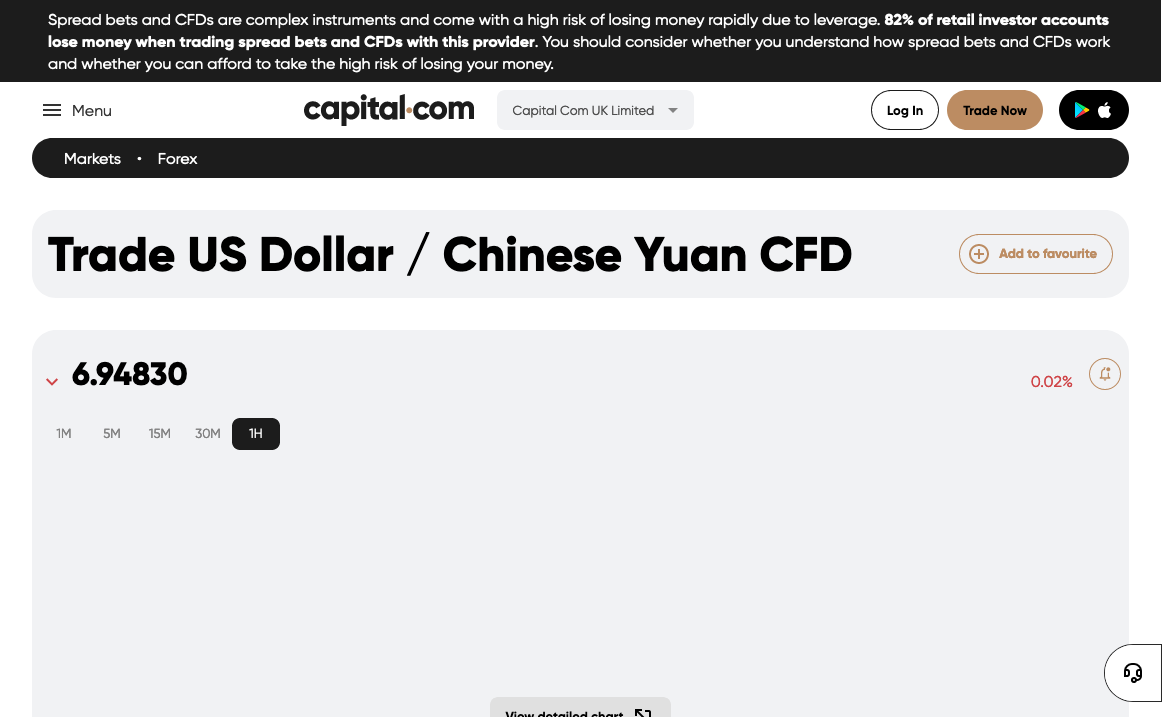 Spread bets and CFDs are complex instruments and come with a high risk of losing money rapidly due to leverage. 82% of retail investor accounts
lose money when trading spread bets and CFDs with this provider. You should consider whether you understand how spread bets and CFDs work
and whether you can afford to take the high risk of losing your money.
Menu
capital.com
Capital Com UK Limited
Log In
Trade Now
Markets • Forex
Trade US Dollar / Chinese Yuan CFD
Add to favourite
6.94830
0.02%
1M 5M 15M 30M 1H
View detailed chart